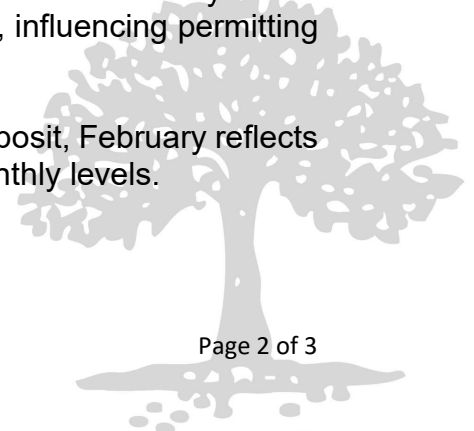 , influencing permitting
posit, February reflects
nthly levels.
Page 2 of 3